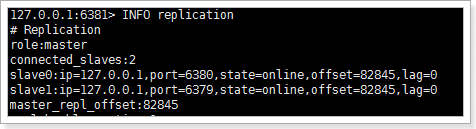 127.0.0.1:6381> INFO replication
# Replication
role:master
connected_slaves:2
slave0:ip=127.0.0.1,port=6380,state=online,offset=82845,lag=0
slave1:ip=127.0.0.1,port=6379,state=online,offset=82845,lag=0
master_repl_offset:82845